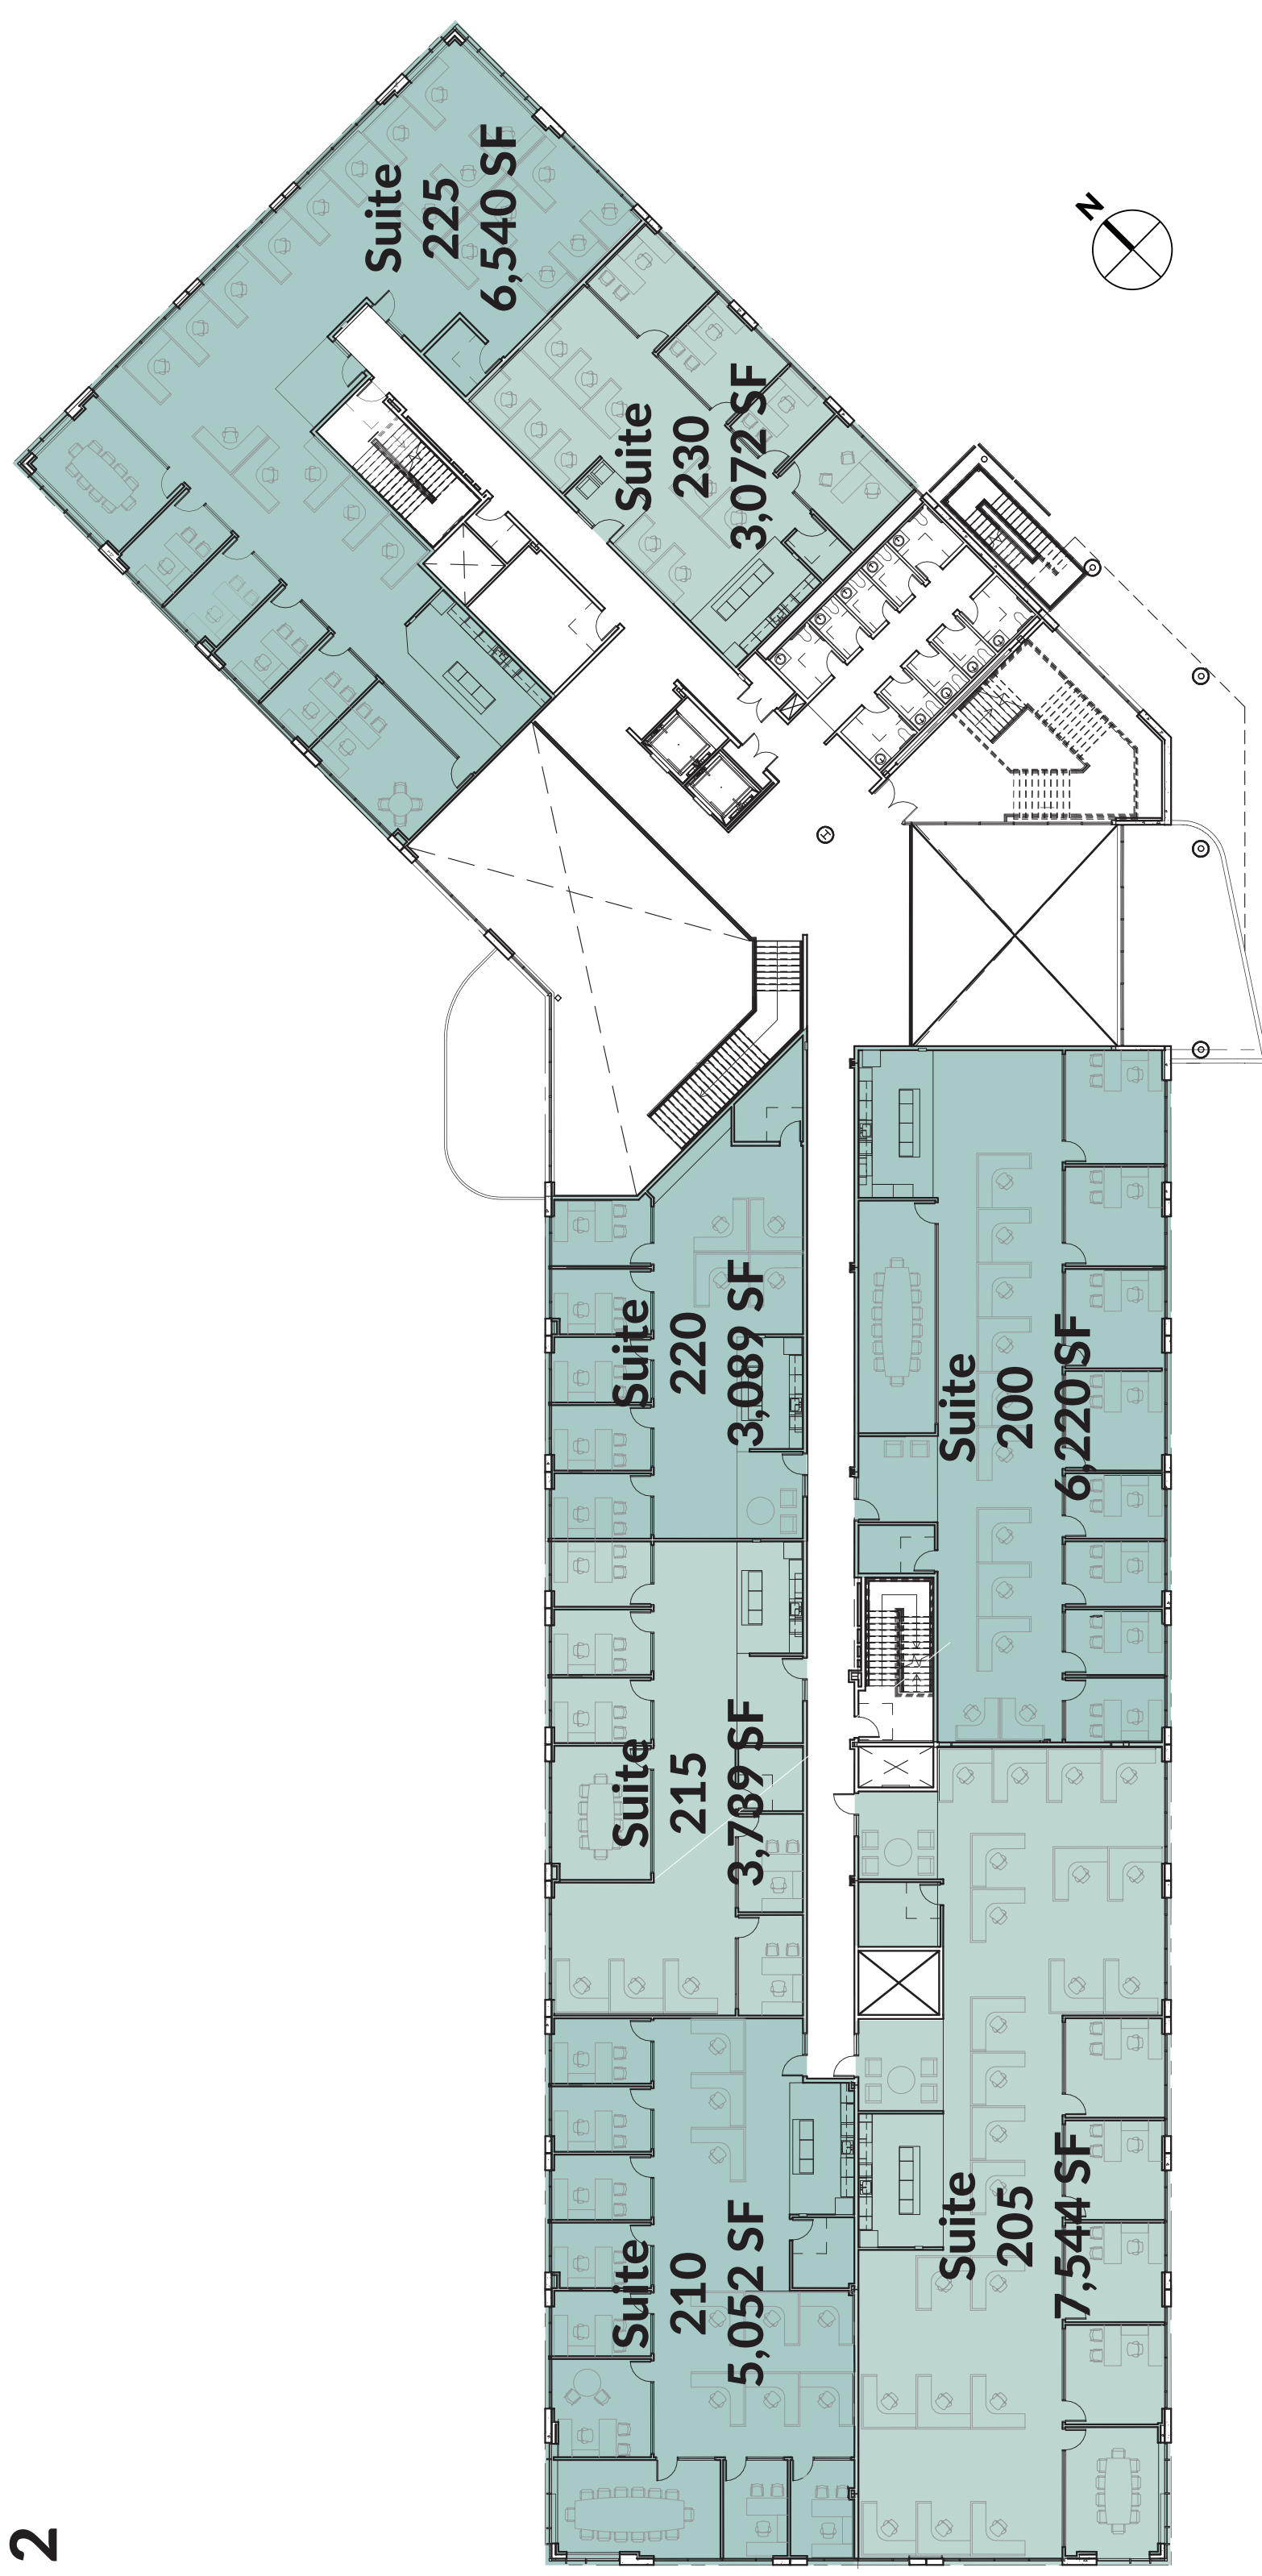 2
Suite
225
6,540 SF
Suite
230
3,072 SF
N
H
Suite
220
3,089 SF
Suite
200
6,220 SF
Suite
215
3,789 SF
Suite
210
5,052 SF
Suite
205
7,544 SF